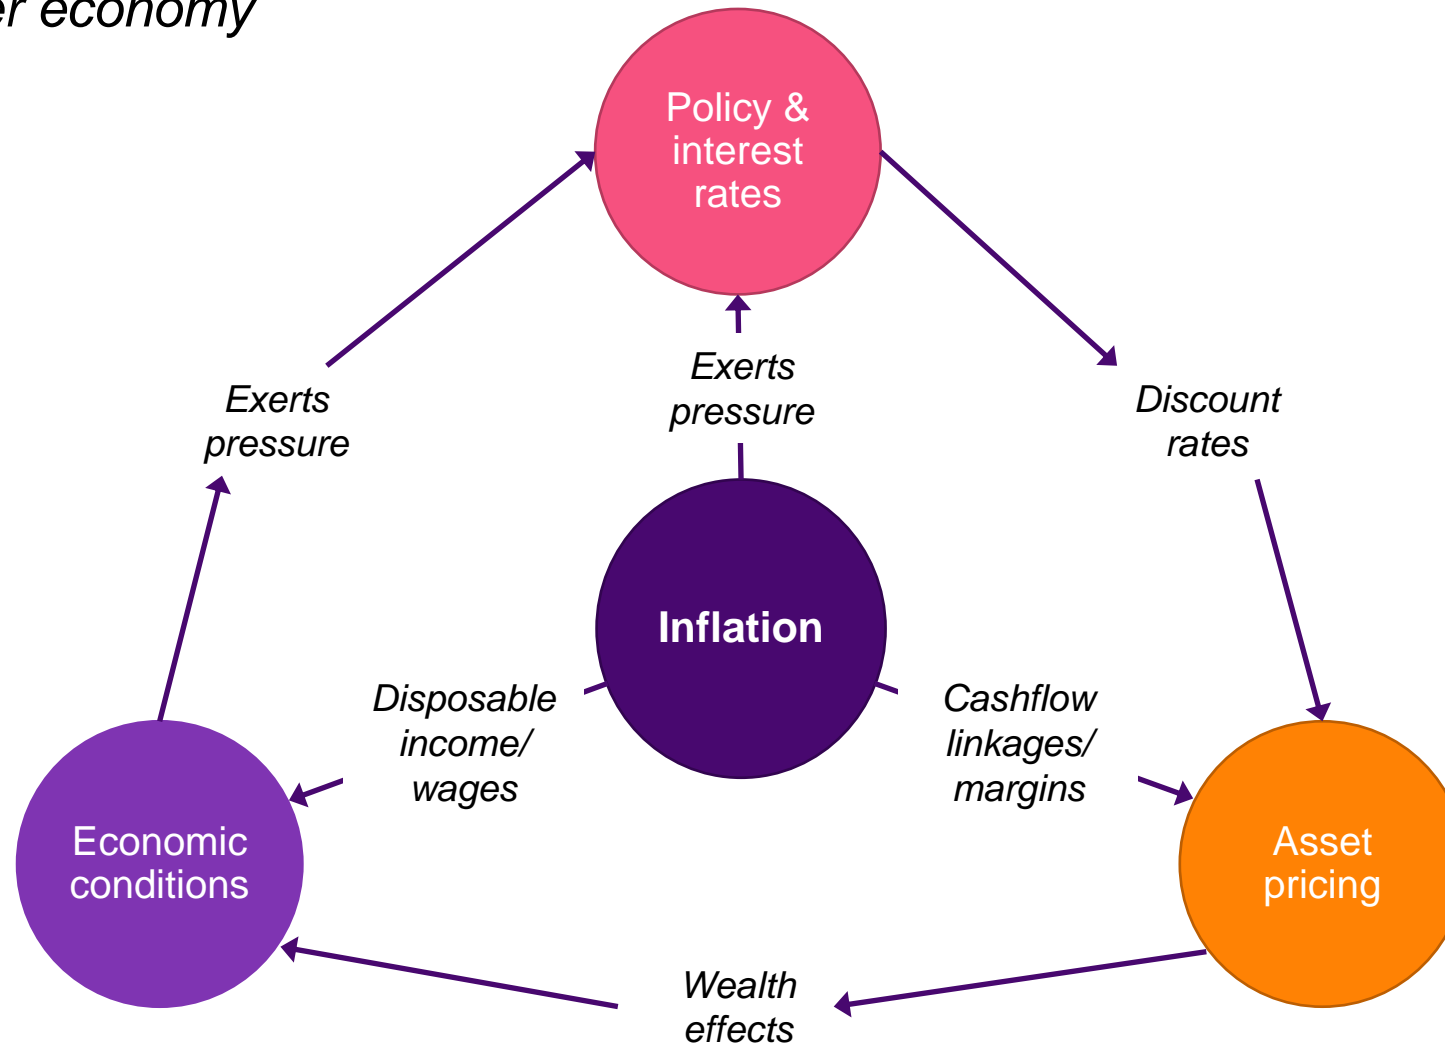 economy
Policy &
interest
rates
Exerts
pressure
Exerts
pressure
Discount
rates
Inflation
Disposable
income/
wages
Cashflow
linkages/
margins
Economic
conditions
Asset
pricing
Wealth
effects